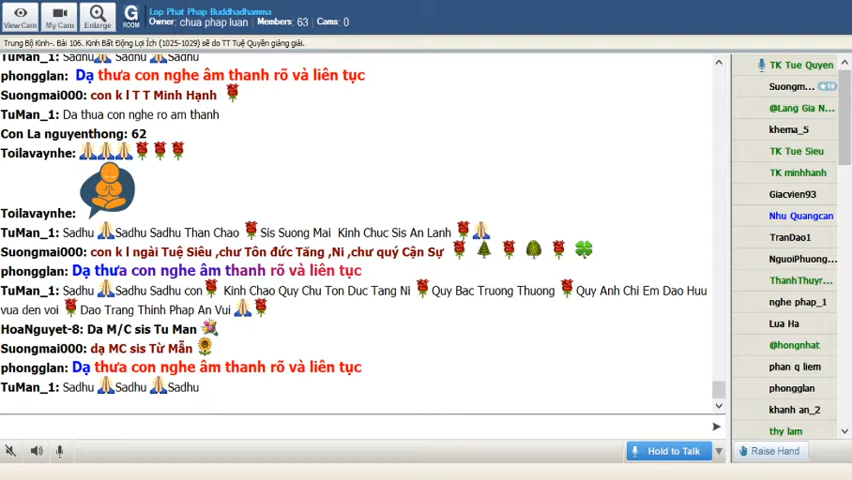 View Cam
My Cam
Enlarge
G
ROOM
Lop Phat Phap Buddhadhamma
Owner: chua phap luan Members: 63 Cams: 0
Trung Bộ Kinh-. Bài 106. Kinh Bất Động Lợi Ích (1025-1029) sẽ do TT Tuệ Quyền giảng giải.
TuMan_1: Sadhu Sadhu Sadhu
phongglan: Dạ thưa con nghe âm thanh rõ và liên tục
Suongmai000: con k l T T Minh Hạnh
TuMan_1: Da thua con nghe ro am thanh
Con La nguyenthong: 62
Toilavaynhe:
Toilavaynhe:
TuMan_1: Sadhu Sadhu Sadhu Than Chao Sis Suong Mai Kinh Chuc Sis An Lanh
Suongmai000: con k l ngài Tuệ Siêu ,chư Tôn đức Tăng ,Ni ,chư quý Cận Sự
phongglan: Dạ thưa con nghe âm thanh rõ và liên tục
TuMan_1: Sadhu Sadhu Sadhu con Kinh Chao Quy Chu Ton Duc Tang Ni Quy Bac Truong Thuong Quy Anh Chi Em Dao Huu
vua den voi Dao Trang Thinh Phap An Vui
HoaNguyet-8: Da M/C sis Tu Man
Suongmai000: dạ MC sis Từ Mẫn
phongglan: Dạ thưa con nghe âm thanh rõ và liên tục
TuMan_1: Sadhu Sadhu Sadhu
TK Tue Quyen
Suongm... 10
@Lang Gia N...
khema_5
TK Tue Sieu
TK minhhanh
Giacvien93
Nhu Quangcan
TranDao1
NguoiPhuong...
ThanhThuyr...
nghe phap_1
Lua Ha
@hongnhat
phan q liem
phongglan
khanh an_2
thy lam
Hold to Talk
Raise Hand